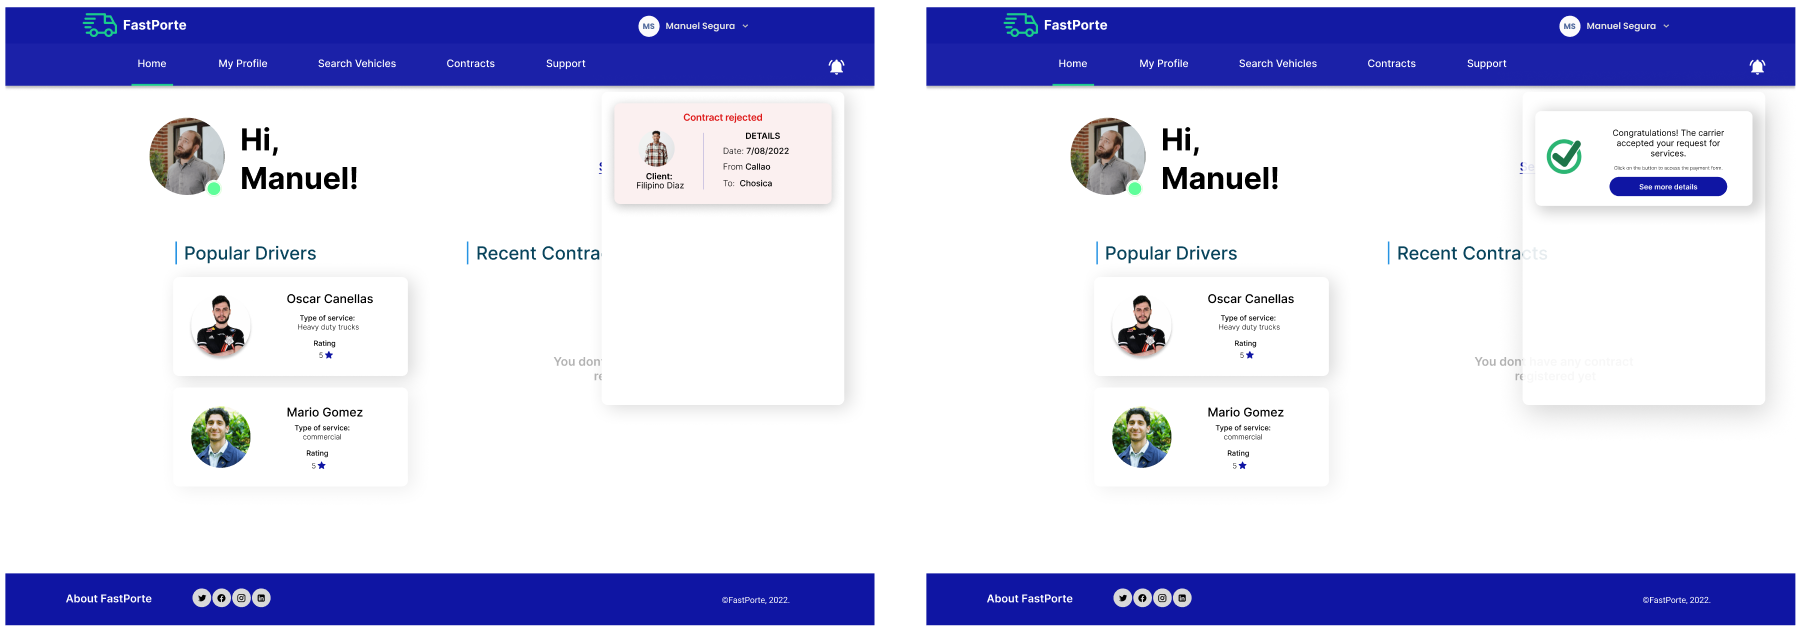 FastPorte
MS Manuel Segura
Home My Profile Search Vehicles Contracts Support
Contract rejected
DETAILS
Date: 7/08/2022
From Callao
To: Chosica
Client:
Filipino Diaz
Hi,
Manuel!
Popular Drivers
Recent Contra
Oscar Canellas
Type of service:
Heavy duty trucks
Rating
5
You don
re
Mario Gomez
Type of service:
commercial
Rating
5
About FastPorte
©FastPorte, 2022.
FastPorte
MS Manuel Segura
Home My Profile Search Vehicles Contracts Support
Congratulations! The carrier
accepted your request for
services.
Click on the button to access the payment form
See more details
Hi,
Manuel!
Se
Popular Drivers
Recent Contracts
Oscar Canellas
Type of service:
Heavy duty trucks
Rating
5
You dont have any contract
registered yet
Mario Gomez
Type of service:
commercial
Rating
5
About FastPorte
©FastPorte, 2022.